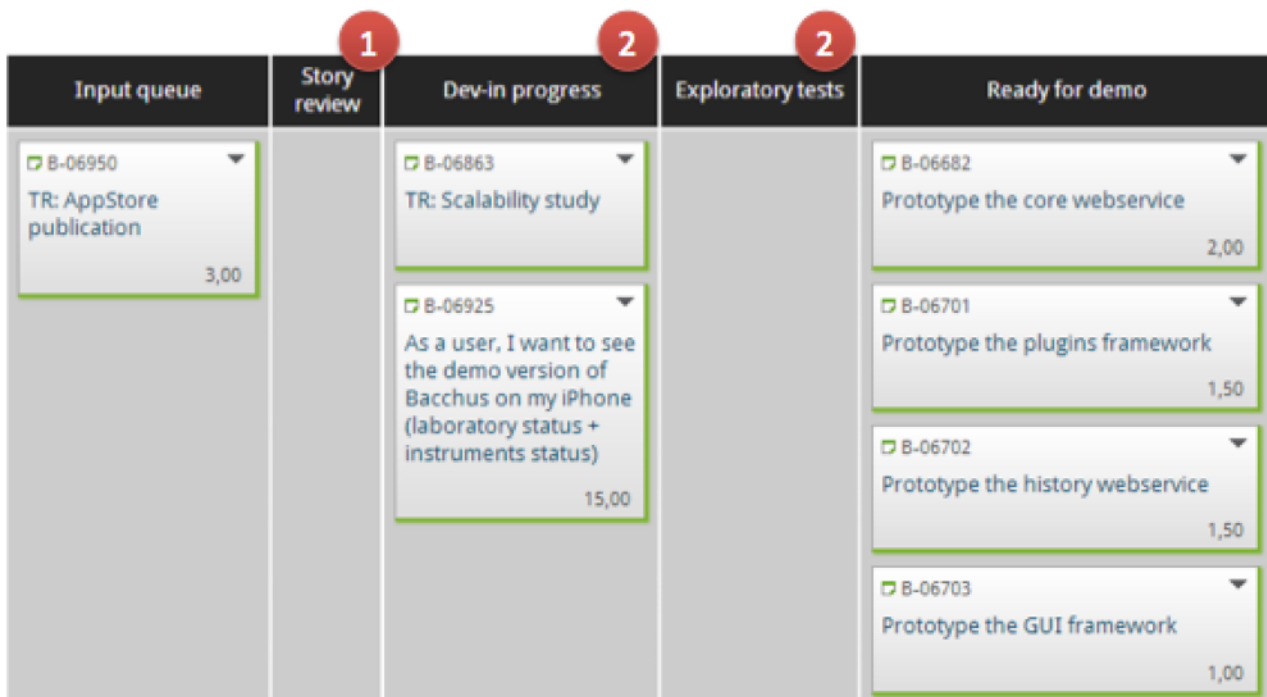 1
2
2
Input queue
Story
review
Dev-in progress
Exploratory tests
Ready for demo
B-06950
TR: AppStore
publication
3,00
B-06863
TR: Scalability study
B-06925
As a user, I want to see
the demo version of
Bacchus on my iPhone
(laboratory status +
instruments status)
15,00
B-06682
Prototype the core webservice
2,00
B-06701
Prototype the plugins framework
1,50
B-06702
Prototype the history webservice
1,50
B-06703
Prototype the GUI framework
1,00